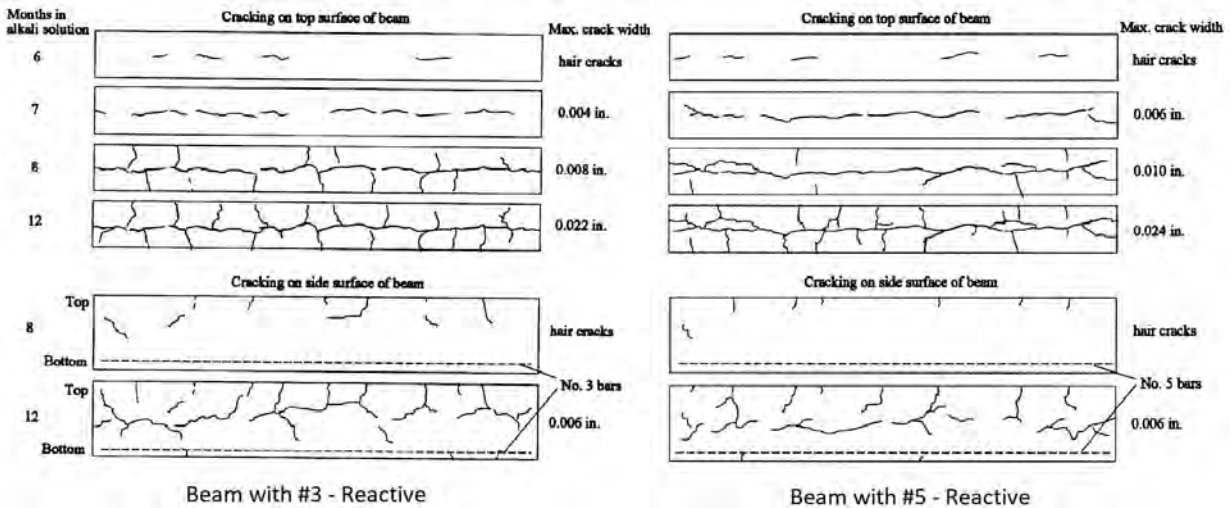 Months in
alkali solution
Cracking on top surface of beam
Max. crack width
6
hair cracks
7
0.004 in.
8
0.008 in.
12
0.022 in.
Cracking on side surface of beam
Top
8
hair cracks
Bottom
No. 3 bars
Top
12
0.006 in.
Bottom
Beam with #3 - Reactive
Cracking on top surface of beam
Max. crack width
hair cracks
0.006 in.
0.010 in.
0.024 in.
Cracking on side surface of beam
hair cracks
No. 5 bars
0.006 in.
Beam with #5 - Reactive